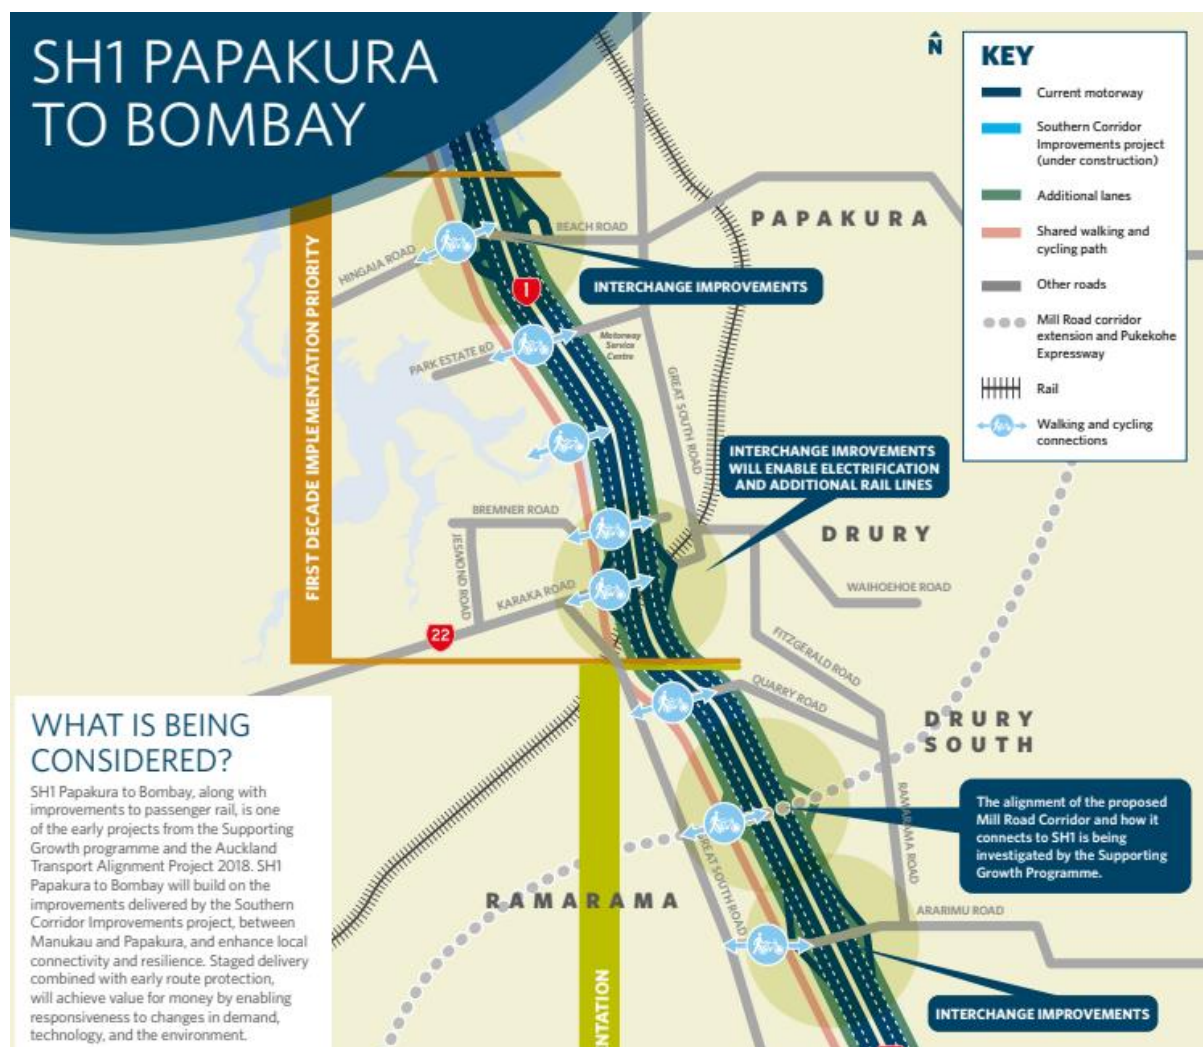 SH1 PAPAKURA
TO BOMBAY
N
KEY
Current motorway
Southern Corridor
Improvements project
(under construction)
Additional lanes
Shared walking and
cycling path
Other roads
Mill Road corridor
extension and Pukekohe
Expressway
Rail
Walking and cycling
connections
PAPAKURA
BEACH ROAD
HINGAIA ROAD
INTERCHANGE IMPROVEMENTS
1
FIRST DECADE IMPLEMENTATION PRIORITY
Motorway
Service
Centre
PARK ESTATE RD
GREAT SOUTH ROAD
INTERCHANGE IMROVEMENTS
WILL ENABLE ELECTRIFICATION
AND ADDITIONAL RAIL LINES
BREMNER ROAD
DRURY
JESMOND ROAD
KARAKA ROAD
WAIHOEHOE ROAD
22
FITZGERALD ROAD
QUARRY ROAD
DRURY
SOUTH
WHAT IS BEING
CONSIDERED?
SH1 Papakura to Bombay, along with
improvements to passenger rail, is one
of the early projects from the Supporting
Growth programme and the Auckland
Transport Alignment Project 2018. SH1
Papakura to Bombay will build on the
improvements delivered by the Southern
Corridor Improvements project, between
Manukau and Papakura, and enhance local
connectivity and resilience. Staged delivery
combined with early route protection,
will achieve value for money by enabling
responsiveness to changes in demand,
technology, and the environment.
The alignment of the proposed
Mill Road Corridor and how it
connects to SH1 is being
investigated by the Supporting
Growth Programme.
RAMARAMA ROAD
GREAT SOUTH ROAD
RAMARAMA
ARARIMU ROAD
NTATION
INTERCHANGE IMPROVEMENTS